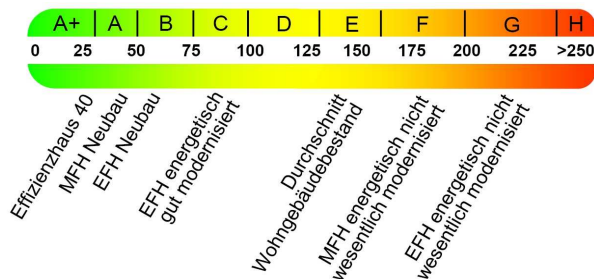 A+ A B C D E F G H
0 25 50 75 100 125 150 175 200 225 >250
Effizienzhaus 40
MFH Neubau
EFH Neubau
EFH energetisch
gut modernisiert
Durchschnitt
Wohngebäudebestand
MFH energetisch nicht
wesentlich modernisiert
EFH energetisch nicht
wesentlich modernisiert